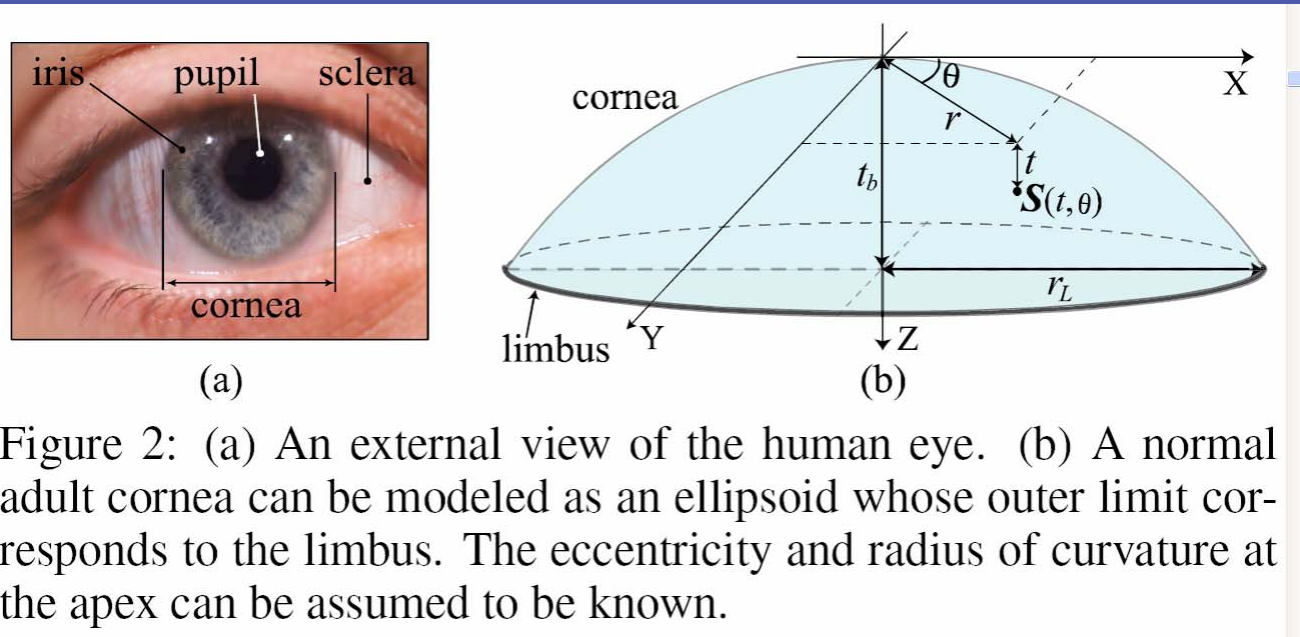 iris pupil sclera
cornea
(a)
cornea
X
θ
r
t
t_b
S(t,θ)
r_L
limbus
Y
Z
(b)
Figure 2: (a) An external view of the human eye. (b) A normal
adult cornea can be modeled as an ellipsoid whose outer limit cor-
responds to the limbus. The eccentricity and radius of curvature at
the apex can be assumed to be known.